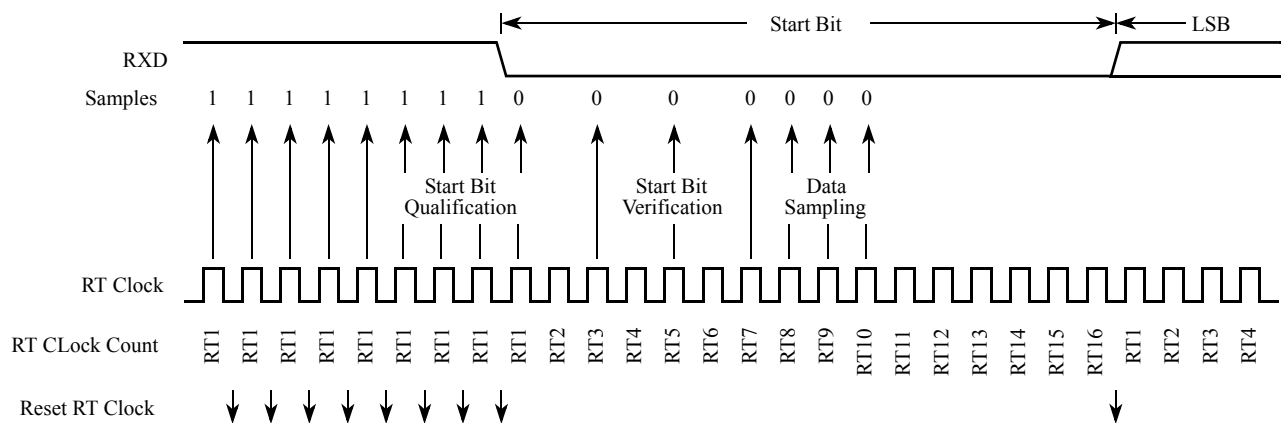 Start Bit LSB
RXD
Samples 1 1 1 1 1 1 1 1 0 0 0 0 0 0 0
Start Bit Qualification
Start Bit Verification
Data Sampling
RT Clock
RT CLock Count RT1 RT1 RT1 RT1 RT1 RT1 RT1 RT1 RT1 RT2 RT3 RT4 RT5 RT6 RT7 RT8 RT9 RT10 RT11 RT12 RT13 RT14 RT15 RT16 RT1 RT2 RT3 RT4
Reset RT Clock